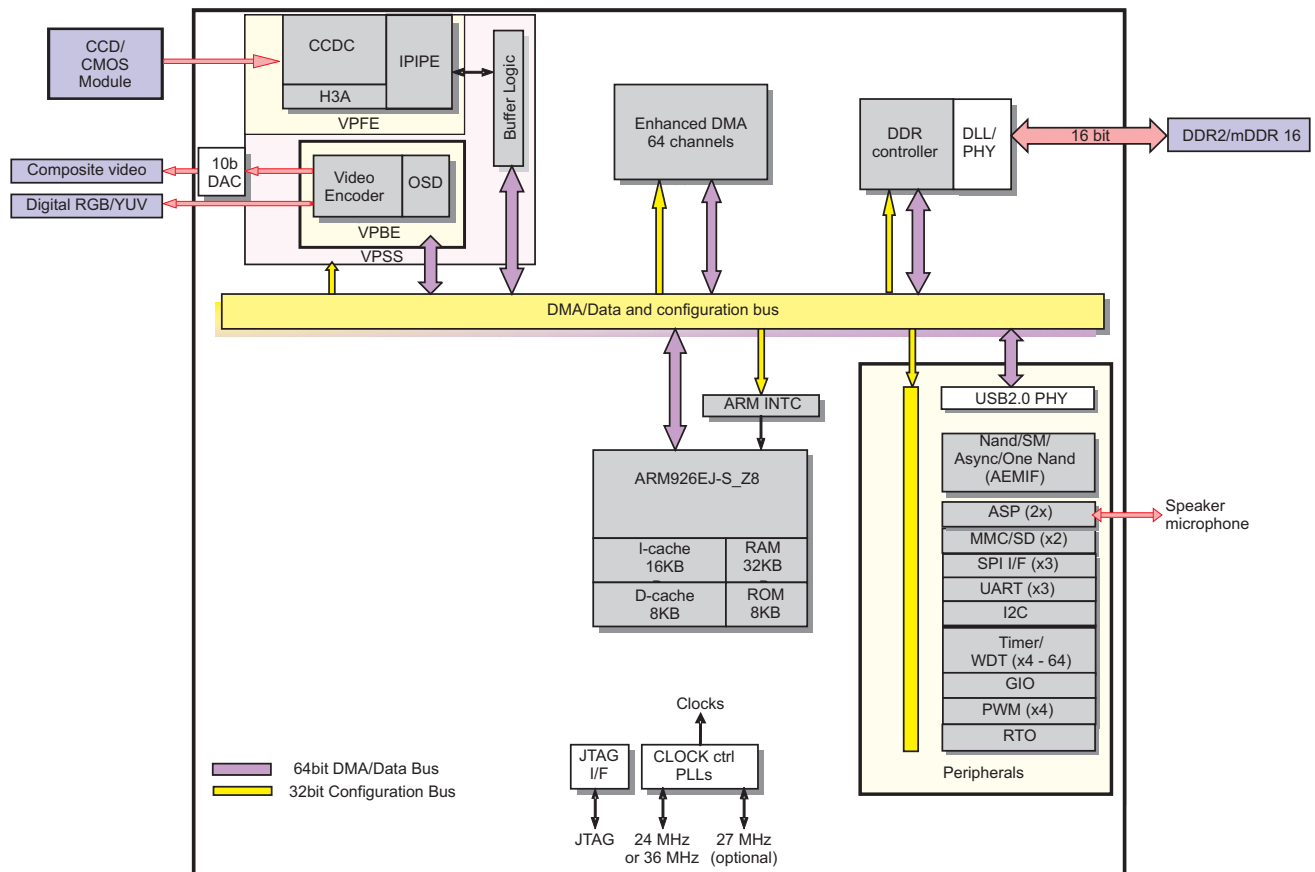 CCD/
CMOS
Module
CCDC
IPIPE
H3A
VPFE
Buffer Logic
Enhanced DMA
64 channels
DDR
controller
DLL/
PHY
16 bit
DDR2/mDDR 16
Composite video
10b
DAC
Digital RGB/YUV
Video
Encoder
OSD
VPBE
VPSS
DMA/Data and configuration bus
ARM INTC
USB2.0 PHY
ARM926EJ-S_Z8
I-cache
16KB
RAM
32KB
D-cache
8KB
ROM
8KB
Nand/SM/
Async/One Nand
(AEMIF)
ASP (2x)
Speaker
microphone
MMC/SD (x2)
SPI I/F (x3)
UART (x3)
I2C
Timer/
WDT (x4 - 64)
GIO
PWM (x4)
RTO
Peripherals
Clocks
JTAG
I/F
CLOCK ctrl
PLLs
64bit DMA/Data Bus
32bit Configuration Bus
JTAG
24 MHz
or 36 MHz
27 MHz
(optional)